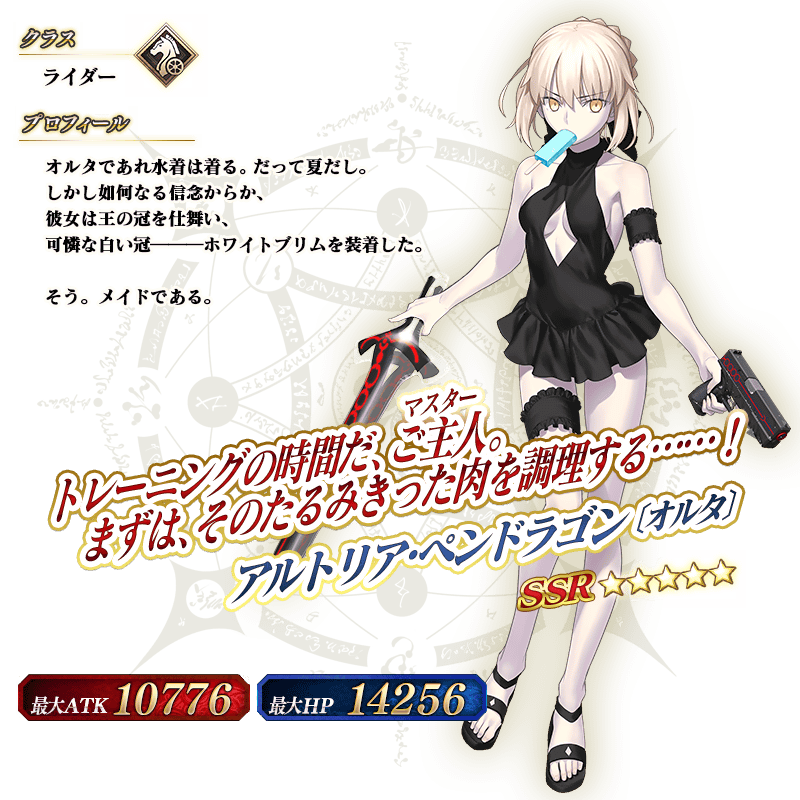 クラス
ライダー
プロフィール
オルタであれ水着は着る。だって夏だし。
しかし如何なる信念からか、
彼女は王の冠を仕舞い、
可憐な白い冠───ホワイトブリムを装着した。
そう。メイドである。
マスター
トレーニングの時間だ、ご主人。
まずは、そのたるみきった肉を調理する……！
アルトリア・ペンドラゴン〔オルタ〕
SSR ☆☆☆☆☆
最大ATK 10776
最大HP 14256